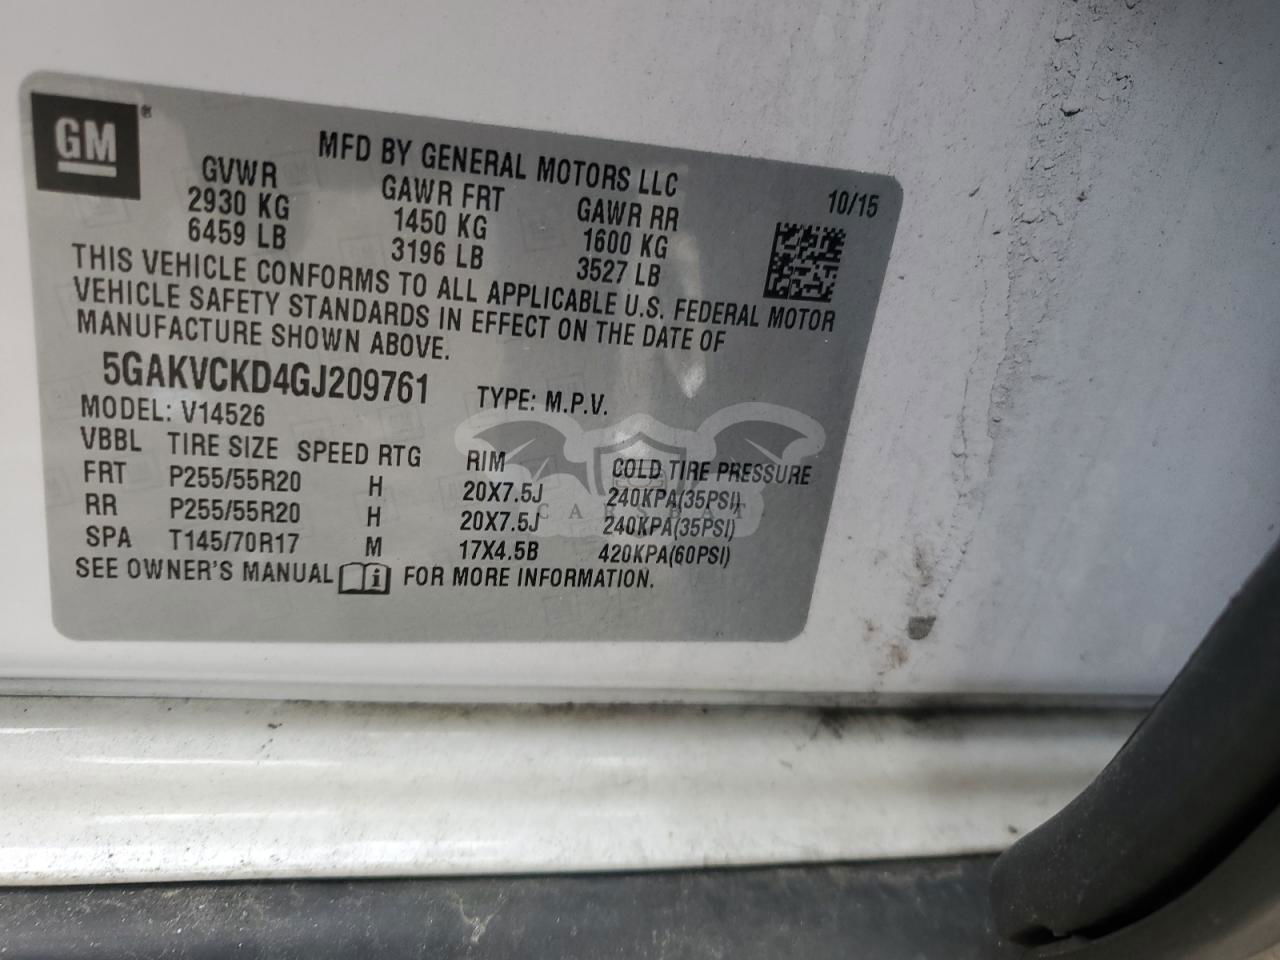 GM ®
MFD BY GENERAL MOTORS LLC
10/15
GVWR GAWR FRT GAWR RR
2930 KG 1450 KG 1600 KG
6459 LB 3196 LB 3527 LB
THIS VEHICLE CONFORMS TO ALL APPLICABLE U.S. FEDERAL MOTOR
VEHICLE SAFETY STANDARDS IN EFFECT ON THE DATE OF
MANUFACTURE SHOWN ABOVE.
5GAKVCKD4GJ209761 TYPE: M.P.V.
MODEL: V14526
VBBL TIRE SIZE SPEED RTG RIM COLD TIRE PRESSURE
FRT P255/55R20 H 20X7.5J 240KPA(35PSI)
RR P255/55R20 H 20X7.5J 240KPA(35PSI)
SPA T145/70R17 M 17X4.5B 420KPA(60PSI)
SEE OWNER'S MANUAL i FOR MORE INFORMATION.
CARSBAT